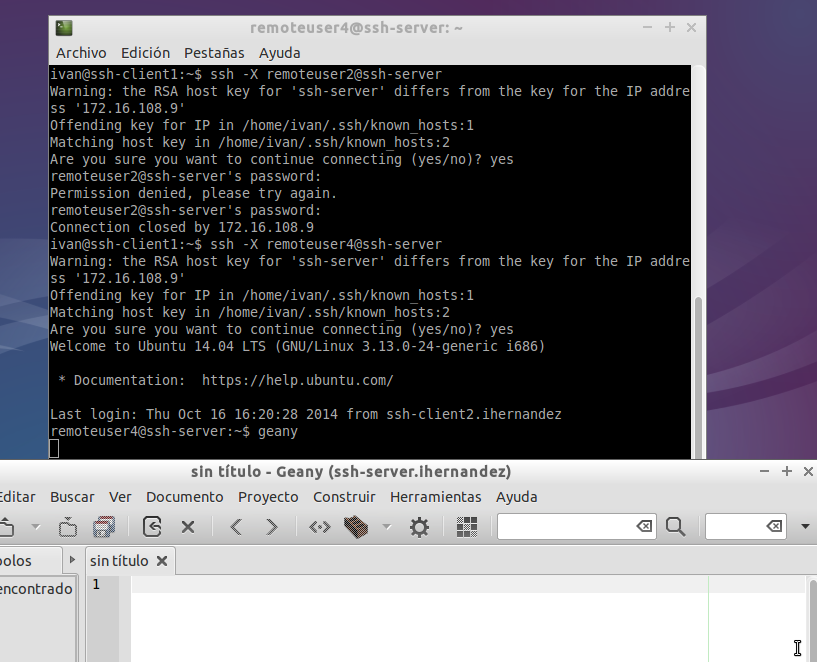 remoteuser4@ssh-server: ~
Archivo Edición Pestañas Ayuda
ivan@ssh-client1:~$ ssh -X remoteuser2@ssh-server
Warning: the RSA host key for 'ssh-server' differs from the key for the IP addre
ss '172.16.108.9'
Offending key for IP in /home/ivan/.ssh/known_hosts:1
Matching host key in /home/ivan/.ssh/known_hosts:2
Are you sure you want to continue connecting (yes/no)? yes
remoteuser2@ssh-server's password:
Permission denied, please try again.
remoteuser2@ssh-server's password:
Connection closed by 172.16.108.9
ivan@ssh-client1:~$ ssh -X remoteuser4@ssh-server
Warning: the RSA host key for 'ssh-server' differs from the key for the IP addre
ss '172.16.108.9'
Offending key for IP in /home/ivan/.ssh/known_hosts:1
Matching host key in /home/ivan/.ssh/known_hosts:2
Are you sure you want to continue connecting (yes/no)? yes
Welcome to Ubuntu 14.04 LTS (GNU/Linux 3.13.0-24-generic i686)
* Documentation: https://help.ubuntu.com/
Last login: Thu Oct 16 16:20:28 2014 from ssh-client2.ihernandez
remoteuser4@ssh-server:~$ geany
sin título - Geany (ssh-server.ihernandez)
Editar Buscar Ver Documento Proyecto Construir Herramientas Ayuda
bolos sin título
encontrado 1